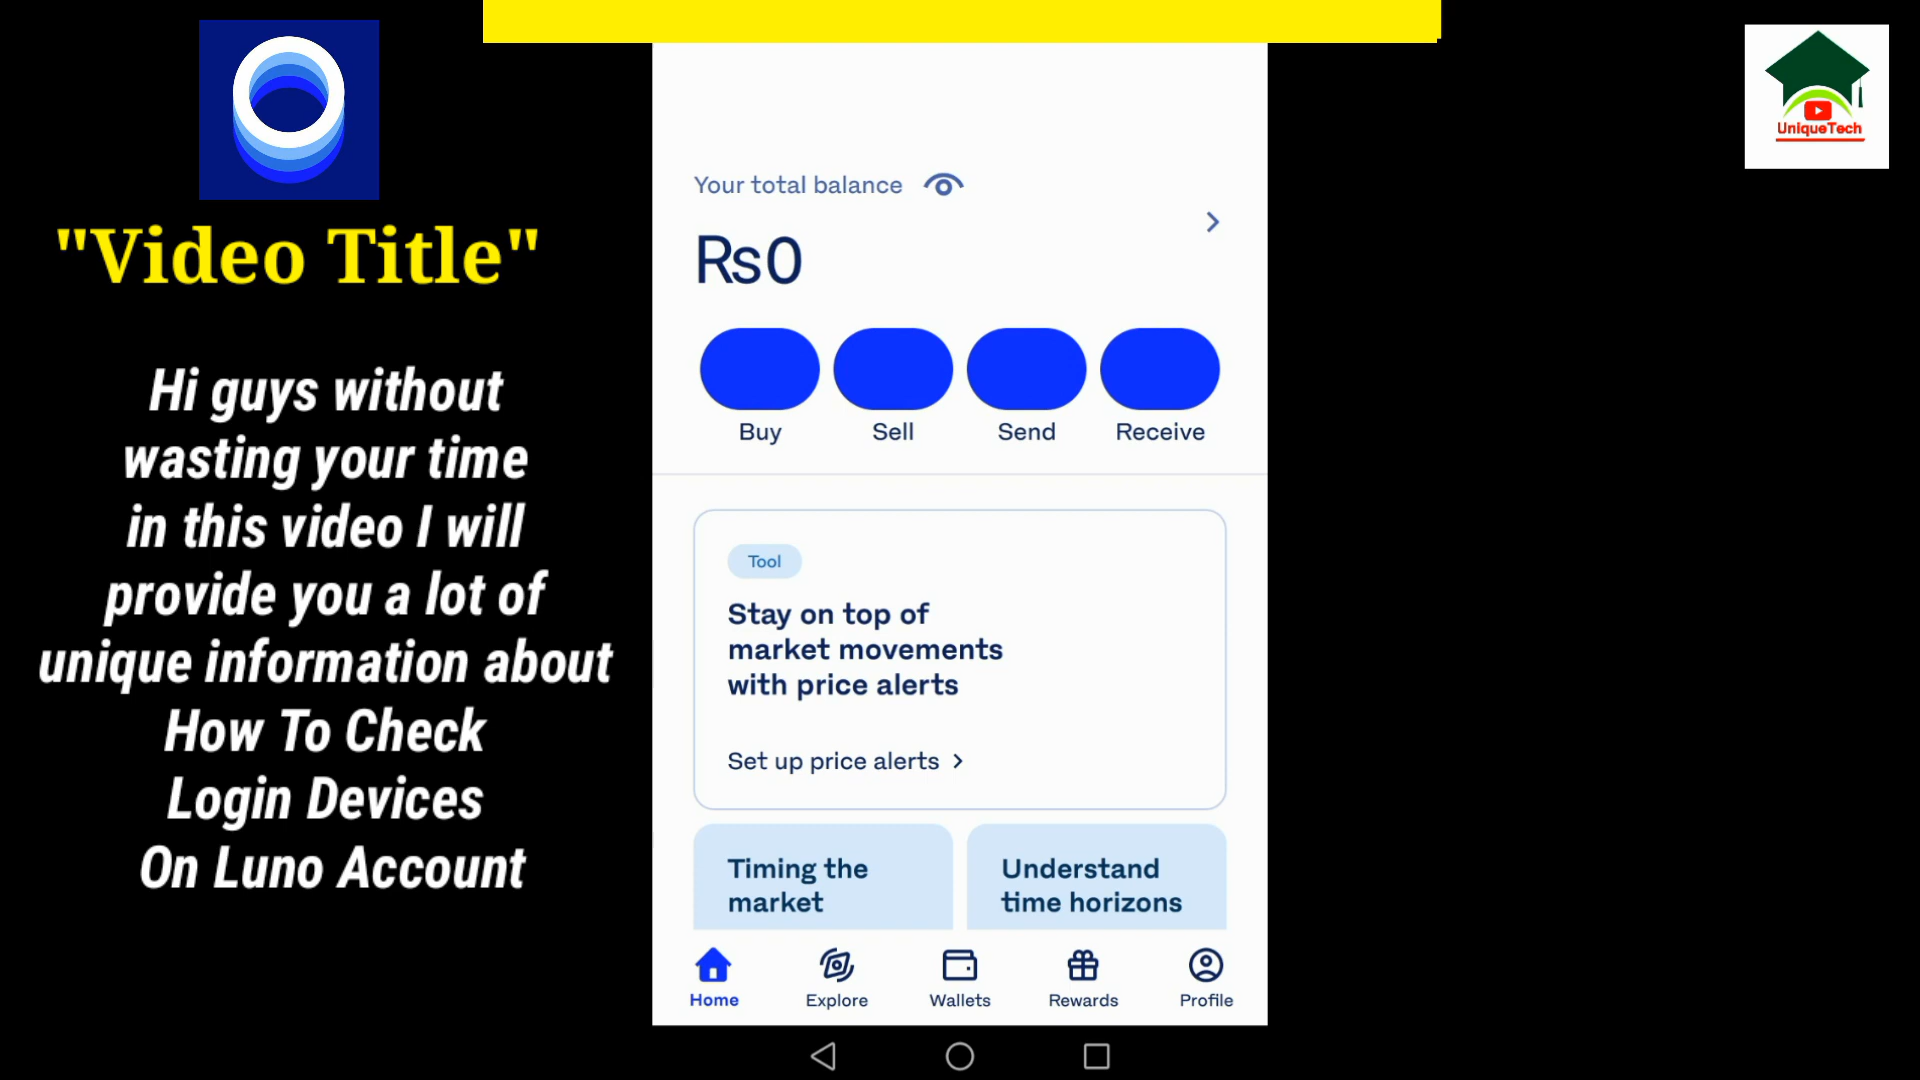 "Video Title"
Hi guys without
wasting your time
in this video I will
provide you a lot of
unique information about
How To Check
Login Devices
On Luno Account
Your total balance
Rs0
Buy
Sell
Send
Receive
Tool
Stay on top of
market movements
with price alerts
Set up price alerts
Timing the
market
Understand
time horizons
Home
Explore
Wallets
Rewards
Profile
UniqueTech